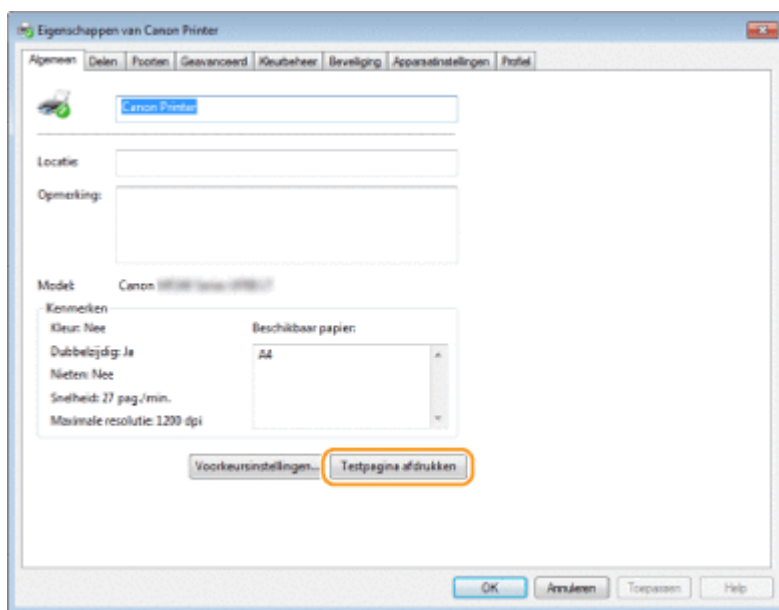 Eigenschappen van Canon Printer
Algemeen Delen Poorten Geavanceerd Kleurbeheer Beveiliging Apparaatinstellingen Profiel
Canon Printer
Locatie:
Opmerking:
Model: Canon
Kenmerken
Kleur: Nee Beschikbaar papier:
Dubbelzijdig: Ja A4
Nieten: Nee
Snelheid: 27 pag./min.
Maximale resolutie: 1200 dpi
Voorkeursinstellingen... Testpagina afdrukken
OK Annuleren Toepassen Help